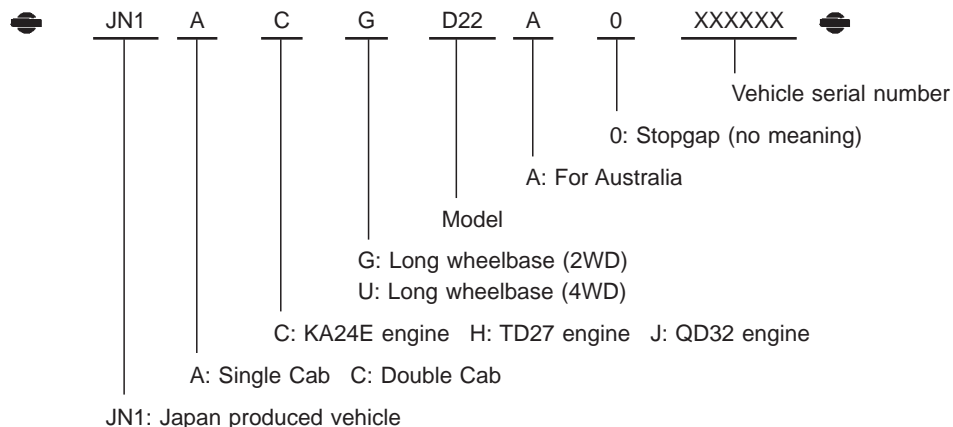 JN1 A C G D22 A 0 XXXXXX
Vehicle serial number
0: Stopgap (no meaning)
A: For Australia
Model
G: Long wheelbase (2WD)
U: Long wheelbase (4WD)
C: KA24E engine H: TD27 engine J: QD32 engine
A: Single Cab C: Double Cab
JN1: Japan produced vehicle